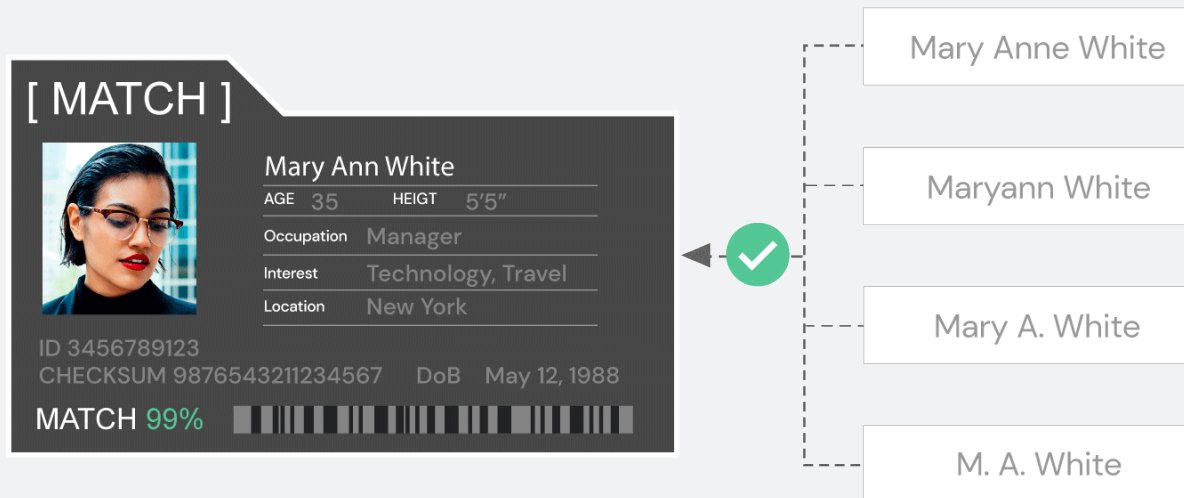 [ MATCH ]
Mary Ann White
AGE 35 HEIGT 5'5”
Occupation Manager
Interest Technology, Travel
Location New York
ID 3456789123
CHECKSUM 9876543211234567 DoB May 12, 1988
MATCH 99%
Mary Anne White
Maryann White
Mary A. White
M. A. White